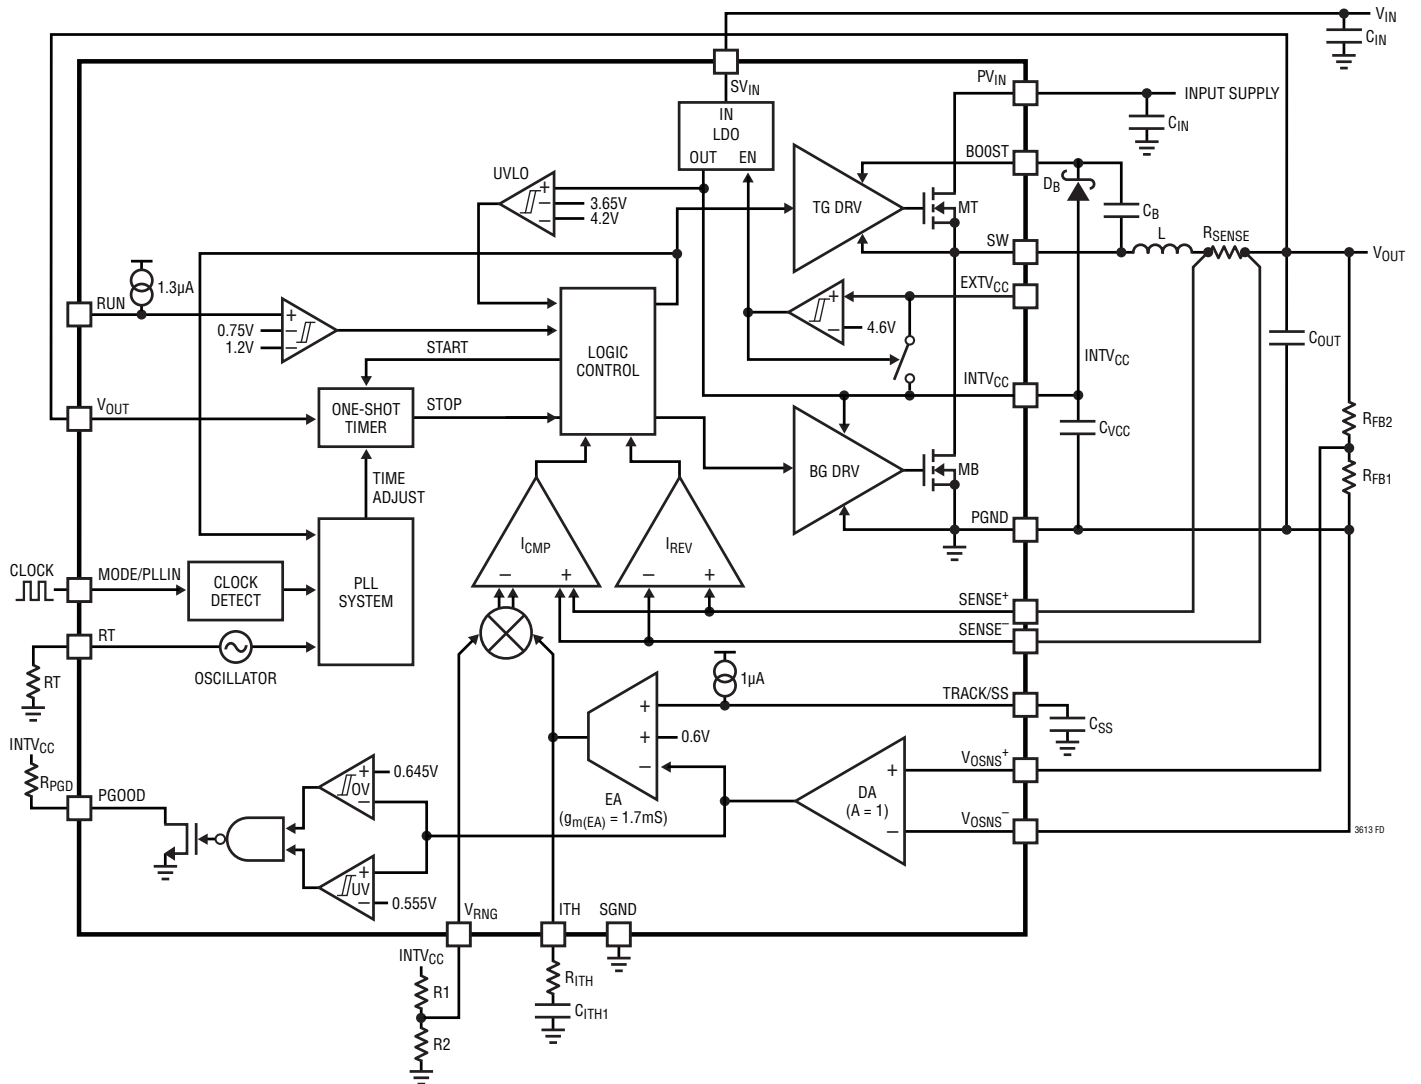 VIN
CIN
SVIN
PVIN
INPUT SUPPLY
IN
LDO
OUT EN
CIN
BOOST
UVLO
+
–
–
3.65V
4.2V
TG DRV
MT
DB
CB
SW
L
RSENSE
VOUT
1.3µA
RUN
EXTVCC
+
–
4.6V
0.75V
1.2V
+
–
–
START
LOGIC
CONTROL
COUT
INTVCC
INTVCC
VOUT
ONE-SHOT
TIMER
STOP
CVCC
RFB2
BG DRV
MB
RFB1
TIME
ADJUST
PGND
ICMP
– +
IREV
– +
CLOCK
MODE/PLLIN
CLOCK
DETECT
PLL
SYSTEM
SENSE+
SENSE–
RT
RT
OSCILLATOR
1µA
TRACK/SS
CSS
+
+
–
0.6V
INTVCC
RPGD
PGOOD
VOSNS+
VOSNS–
EA
(gm(EA) = 1.7mS)
DA
(A = 1)
+
–
3613 FD
+
OV
–
0.645V
+
UV
–
0.555V
VRNG
ITH
SGND
INTVCC
R1
R2
RITH
CITH1